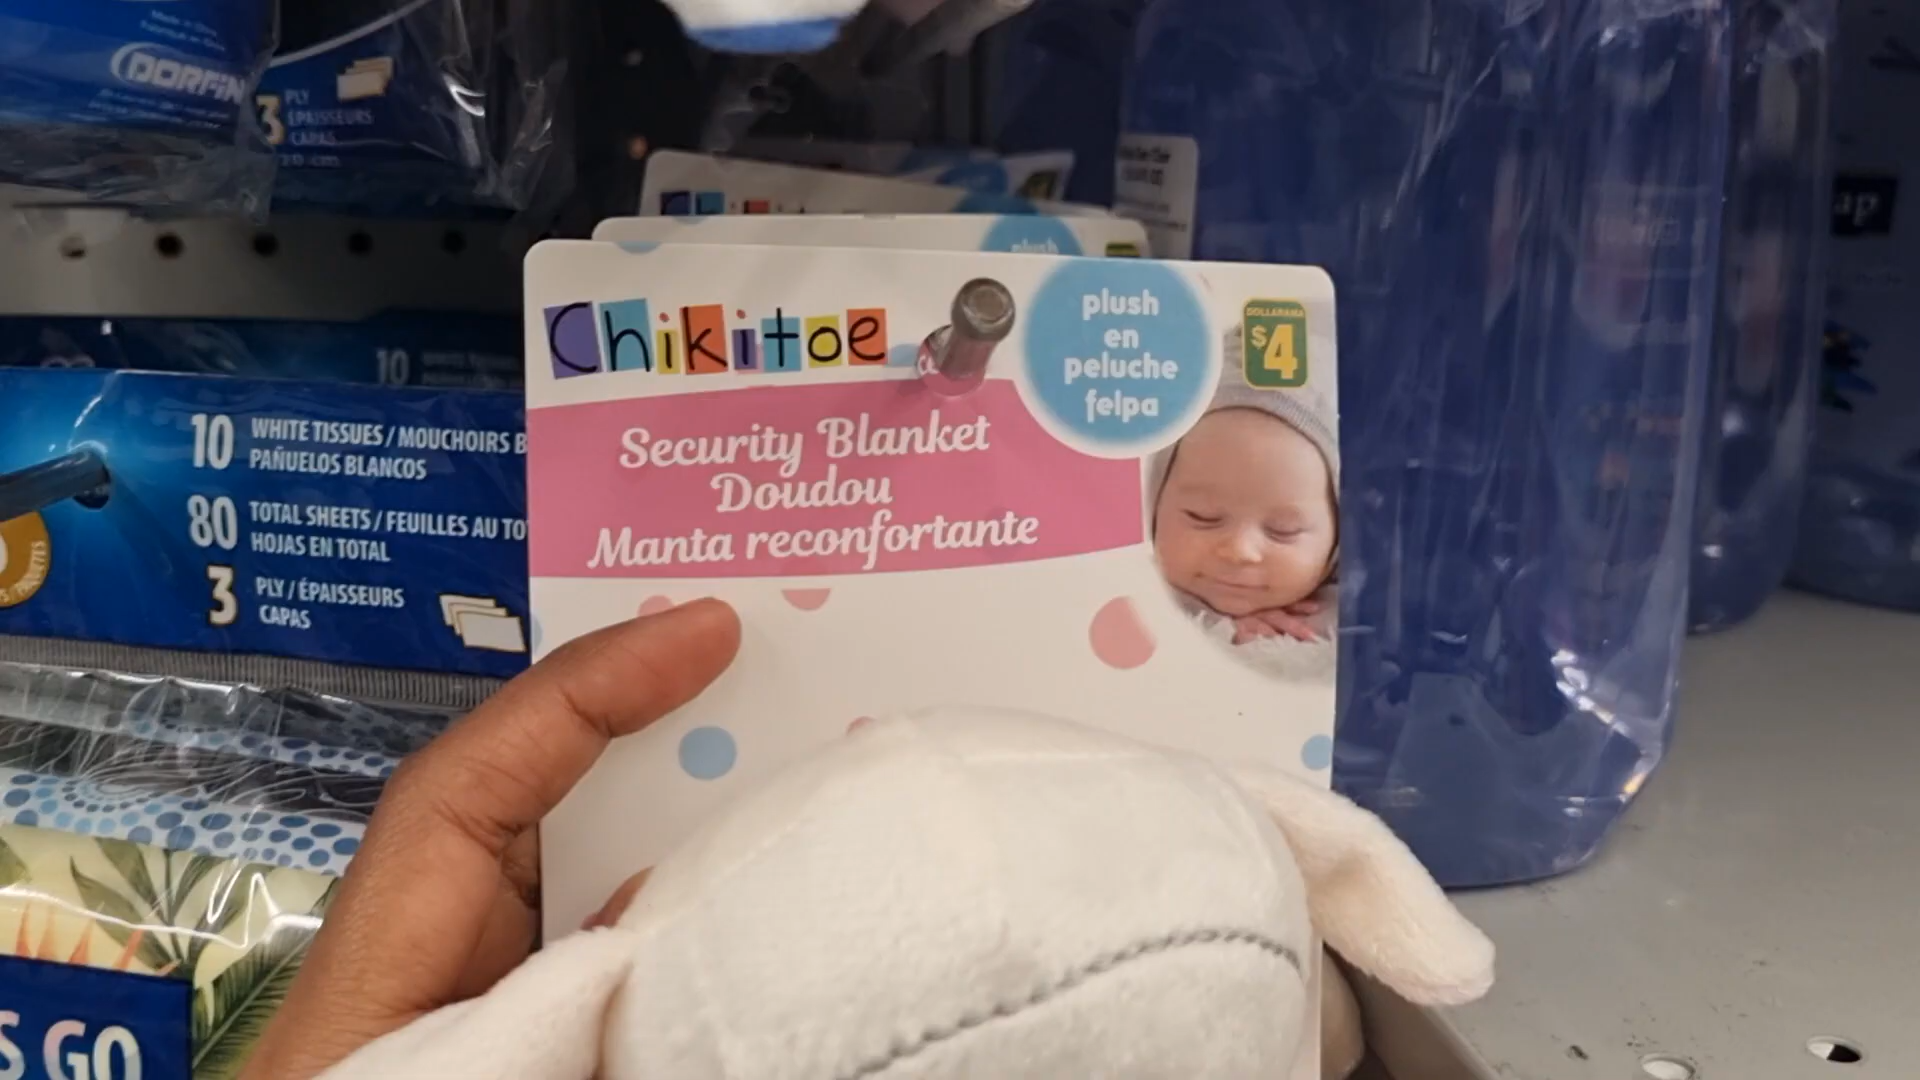 DORFIN
3 PLY
ÉPAISSEURS
CAPAS
10
10 WHITE TISSUES / MOUCHOIRS B
PAÑUELOS BLANCOS
80 TOTAL SHEETS / FEUILLES AU TO
HOJAS EN TOTAL
3 PLY / ÉPAISSEURS
CAPAS
S GO
plush
Chikitoe
plush
en
peluche
felpa
DOLLARAMA
$4
Security Blanket
Doudou
Manta reconfortante